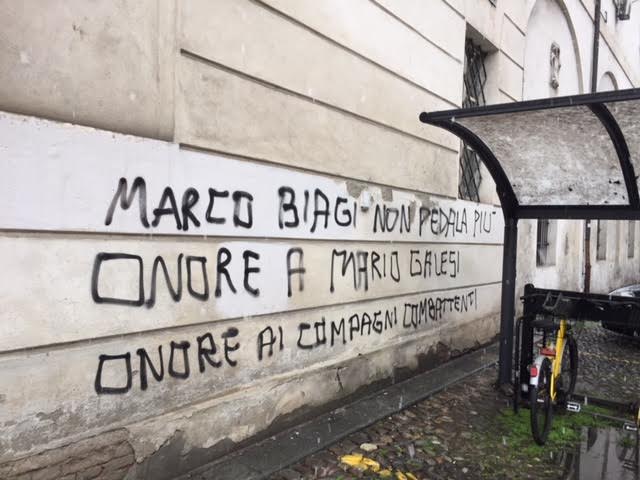 MARCO BIAGI NON PEDALA PIU'
ONORE A MARIO GALESI
ONORE AI COMPAGNI COMBATTENTI